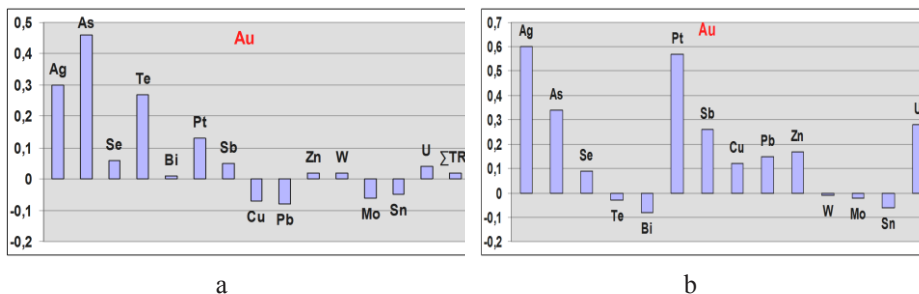 Au
0,5
0,4
0,3
0,2
0,1
0
-0,1
-0,2
Ag
As
Se
Te
Bi
Pt
Sb
Cu
Pb
Zn
W
Mo
Sn
U
∑TR
a
Au
0,7
0,6
0,5
0,4
0,3
0,2
0,1
0
-0,1
-0,2
Ag
As
Se
Te
Bi
Pt
Sb
Cu
Pb
Zn
W
Mo
Sn
U
b